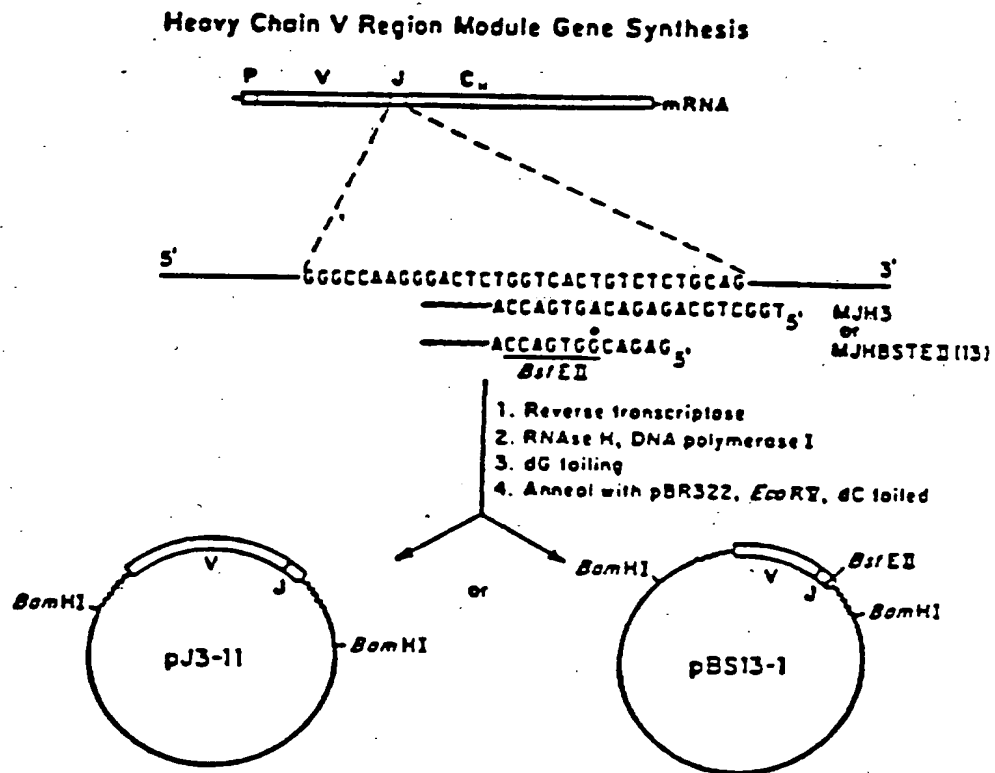 Heavy Chain V Region Module Gene Synthesis
P V J CH
mRNA
5' 3'
GGGCCAAGGGACTCTGGTCACTGTCTCTGCAG
ACCAGTGACAGAGACGTCGGT5' MJH3
or
ACCAGTGGCAGAG5' MJHBSTEII(13)
BstEII
1. Reverse transcriptase
2. RNAse H, DNA polymerase I
3. dG tailing
4. Anneal with pBR322, EcoRV, dC tailed
V J
BamHI
BamHI
pJ3-11
or
BamHI
V J
BstEII
BamHI
pBS13-1